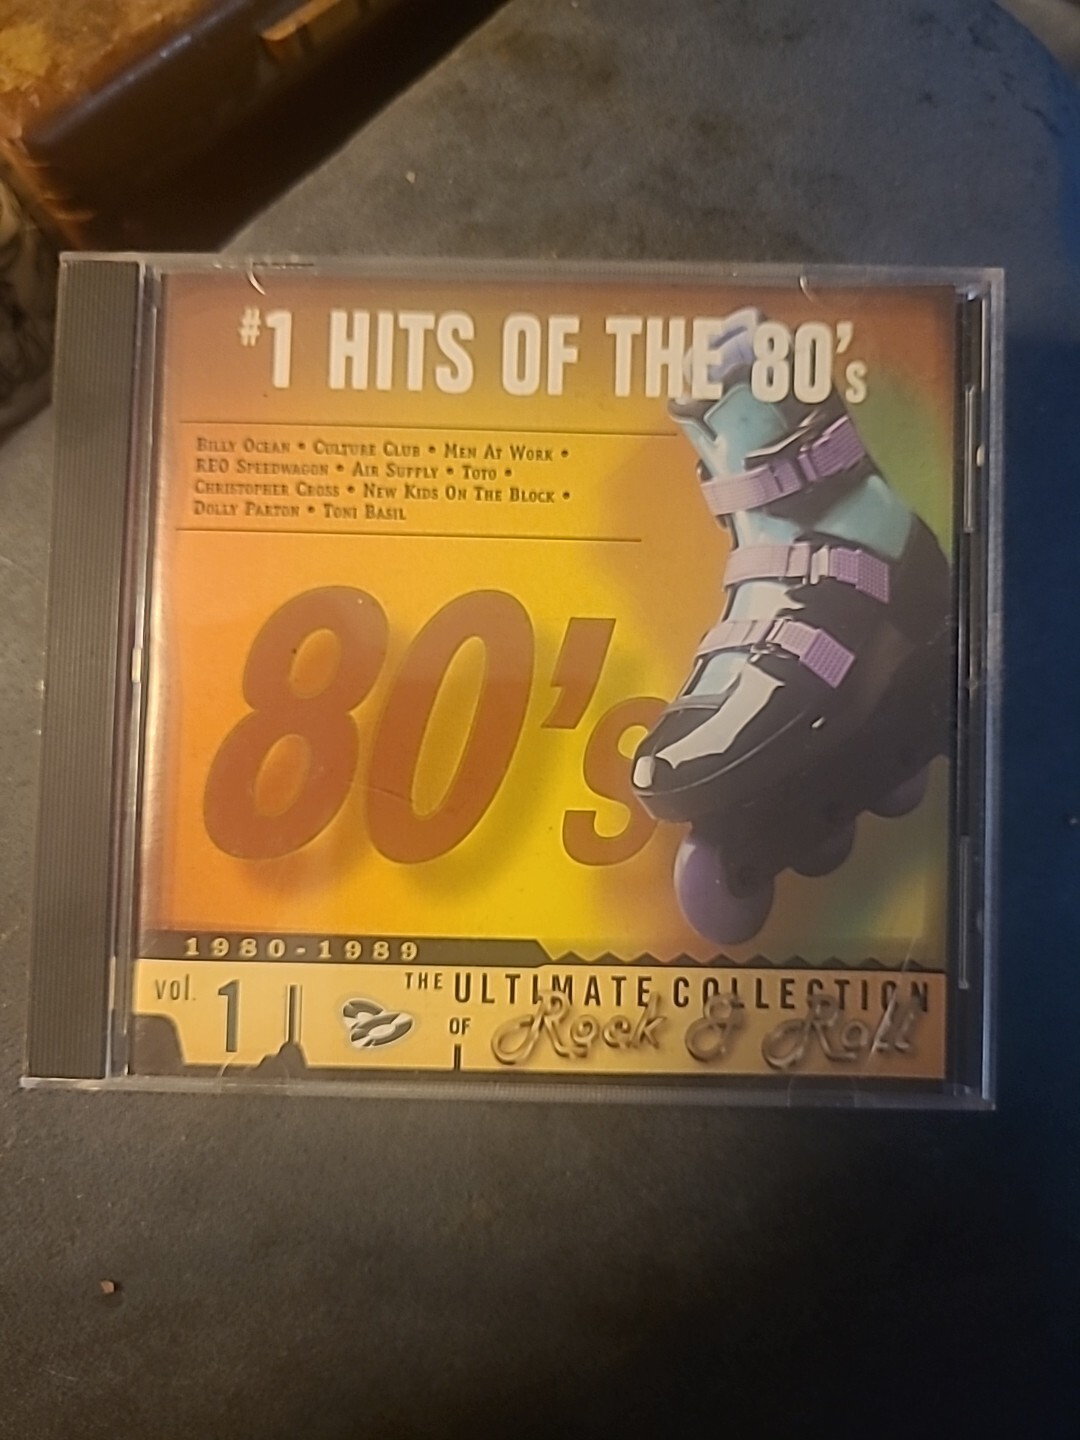 #1 HITS OF THE 80's
BILLY OCEAN • CULTURE CLUB • MEN AT WORK •
REO SPEEDWAGON • AIR SUPPLY • TOTO •
CHRISTOPHER CROSS • NEW KIDS ON THE BLOCK •
DOLLY PARTON • TONI BASIL
80's
1980-1989
vol. 1
THE ULTIMATE COLLECTION
OF Rock & Roll